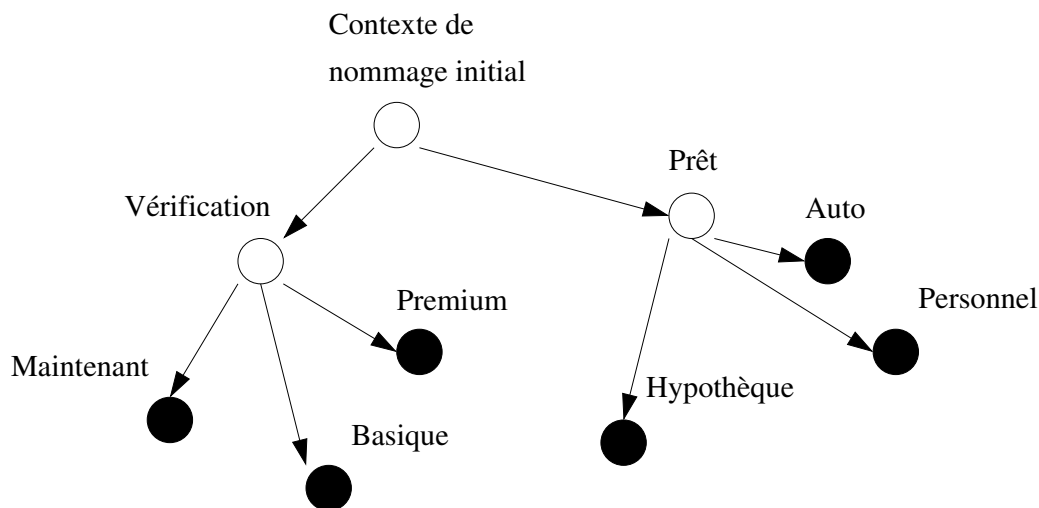 Contexte de
nommage initial
Prêt
Vérification
Auto
Premium
Personnel
Maintenant
Hypothèque
Basique